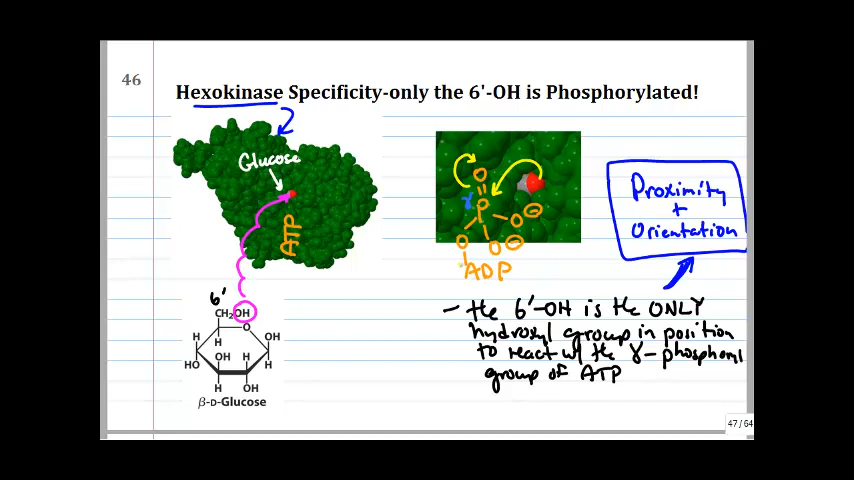 46
Hexokinase Specificity-only the 6'-OH is Phosphorylated!
Glucose
ATP
O
γ
P
O
O
O
ADP
Proximity
+
Orientation
6'
CH₂OH
O
H
H
OH
H
OH
H
HO
H
H
OH
β-D-Glucose
– the 6'-OH is the ONLY
hydroxyl group in position
to react w/ the γ-phosphoryl
group of ATP
47/64